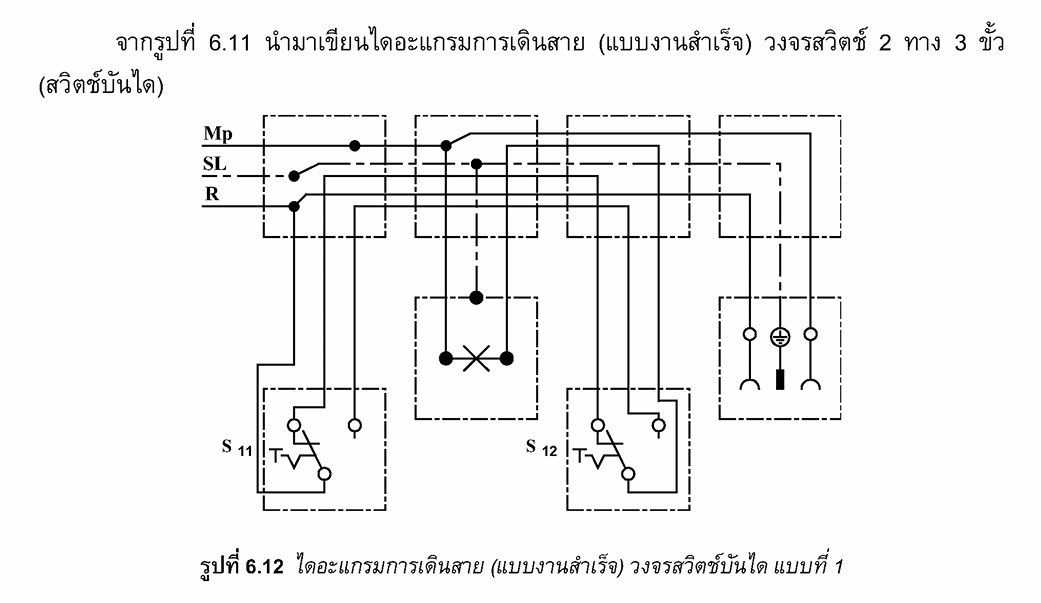 จากรูปที่ 6.11 นำมาเขียนไดอะแกรมการเดินสาย (แบบงานสำเร็จ) วงจรสวิตช์ 2 ทาง 3 ขั้ว
(สวิตช์บันได)
Mp
SL
R
S 11
S 12
รูปที่ 6.12 ไดอะแกรมการเดินสาย (แบบงานสำเร็จ) วงจรสวิตช์บันได แบบที่ 1